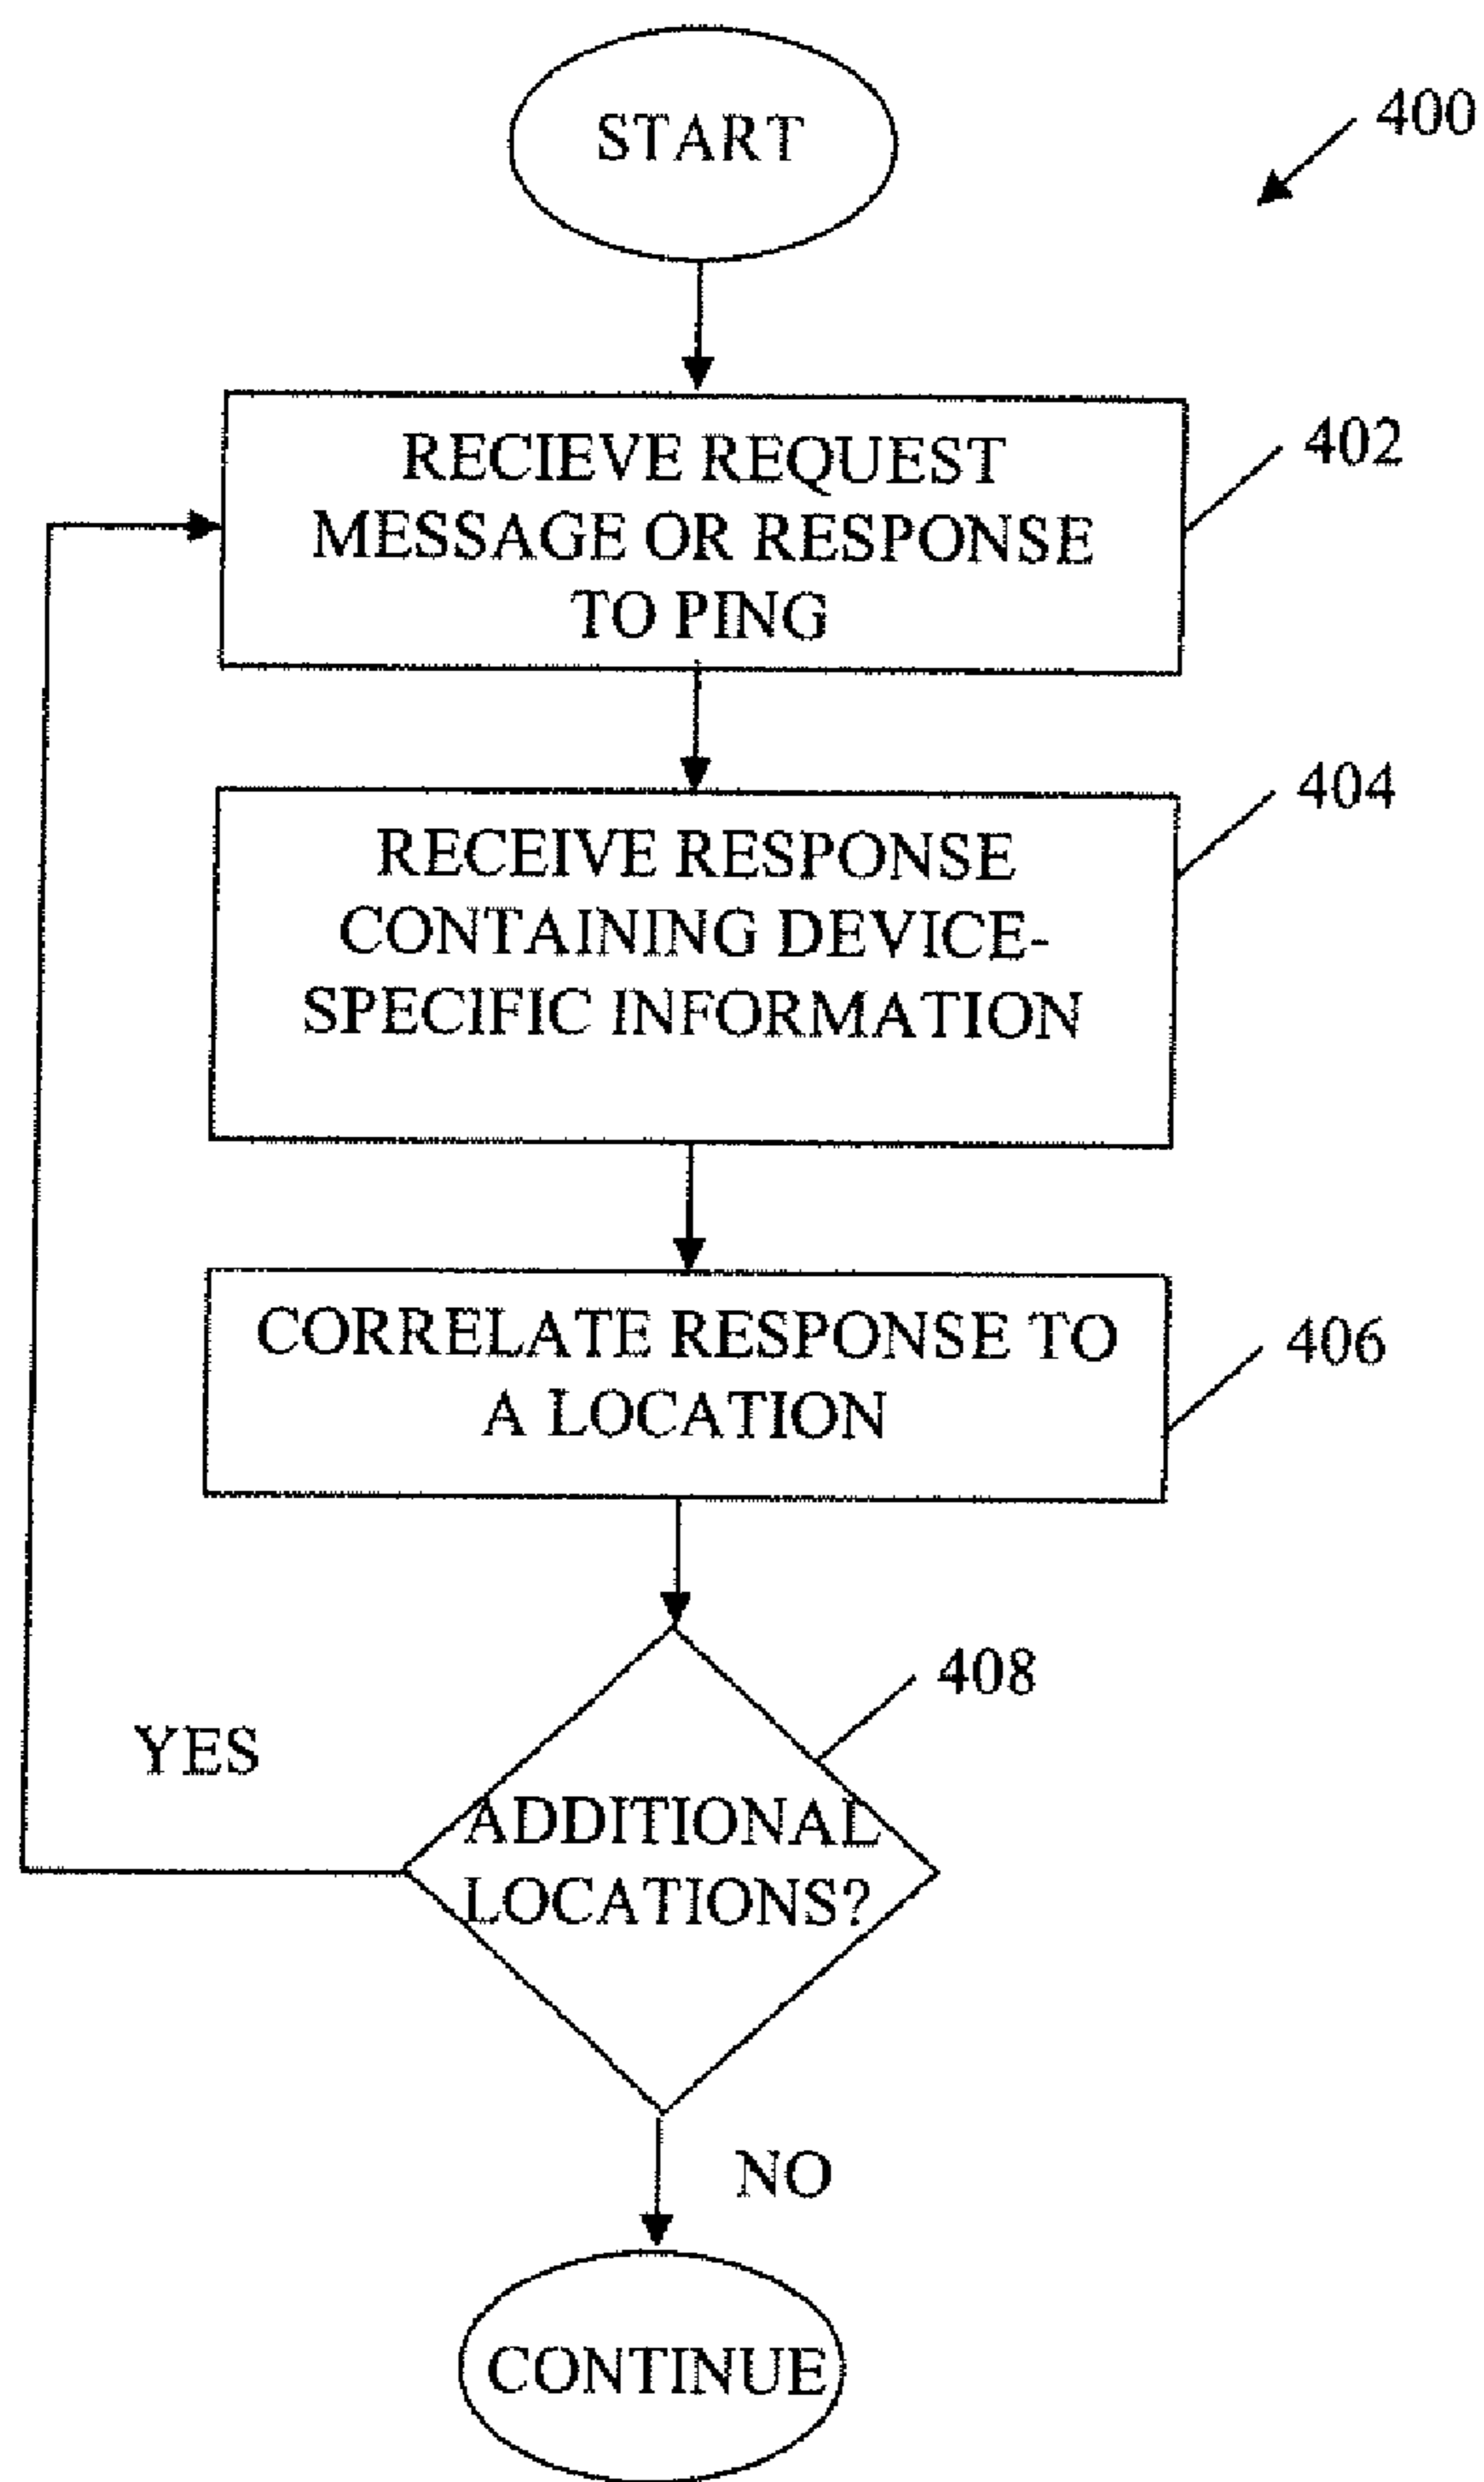 START
400
RECIEVE REQUEST
MESSAGE OR RESPONSE
TO PING
402
RECEIVE RESPONSE
CONTAINING DEVICE-
SPECIFIC INFORMATION
404
CORRELATE RESPONSE TO
A LOCATION
406
408
YES
ADDITIONAL
LOCATIONS?
NO
CONTINUE